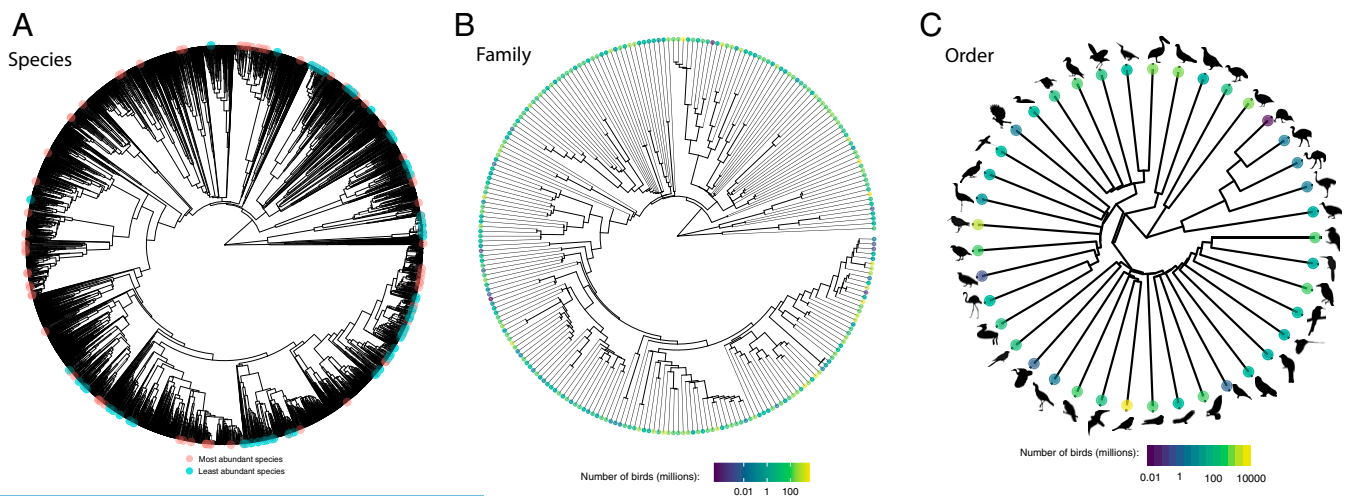 A
Species
Most abundant species
Least abundant species
B
Family
Number of birds (millions):
0.01 1 100
C
Order
Number of birds (millions):
0.01 1 100 10000